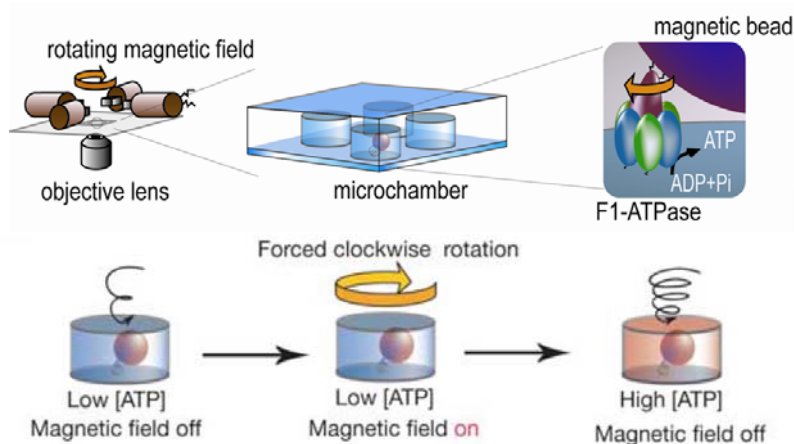 magnetic bead
rotating magnetic field
ATP
ADP+Pi
objective lens
microchamber
F1-ATPase
Forced clockwise rotation
Low [ATP]
Magnetic field off
Low [ATP]
Magnetic field on
High [ATP]
Magnetic field off